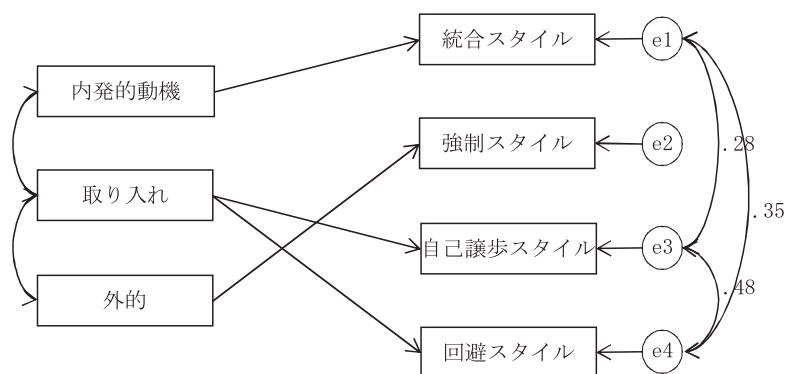 内発的動機
取り入れ
外的
統合スタイル
強制スタイル
自己譲歩スタイル
回避スタイル
e1
e2
e3
e4
.28
.35
.48